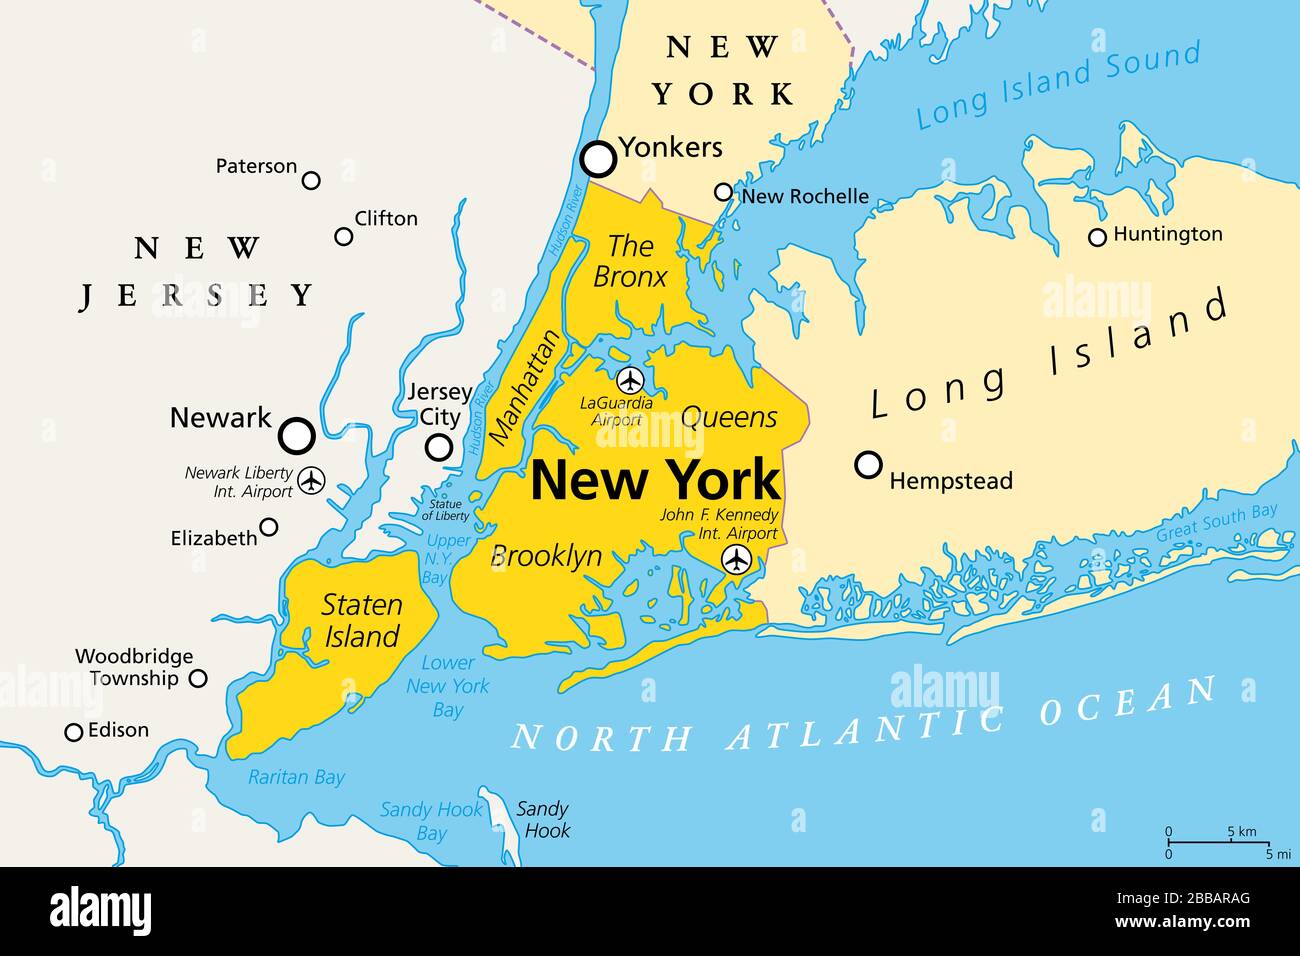 NEW
YORK
Long Island Sound
Yonkers
Paterson
New Rochelle
Clifton
Hudson River
Huntington
NEW
JERSEY
The
Bronx
Long Island
Manhattan
Jersey
City
Hudson River
LaGuardia
Airport
Queens
Newark
Newark Liberty
Int. Airport
New York
Hempstead
Statue
of Liberty
John F. Kennedy
Int. Airport
Great South Bay
Elizabeth
Upper
N.Y.
Bay
Brooklyn
Staten
Island
Woodbridge
Township
Lower
New York
Bay
Edison
NORTH ATLANTIC OCEAN
Raritan Bay
Sandy Hook
Bay
Sandy
Hook
0 5 km
0 5 mi
a
alamy
alamy
Image ID: 2BBARAG
www.alamy.com